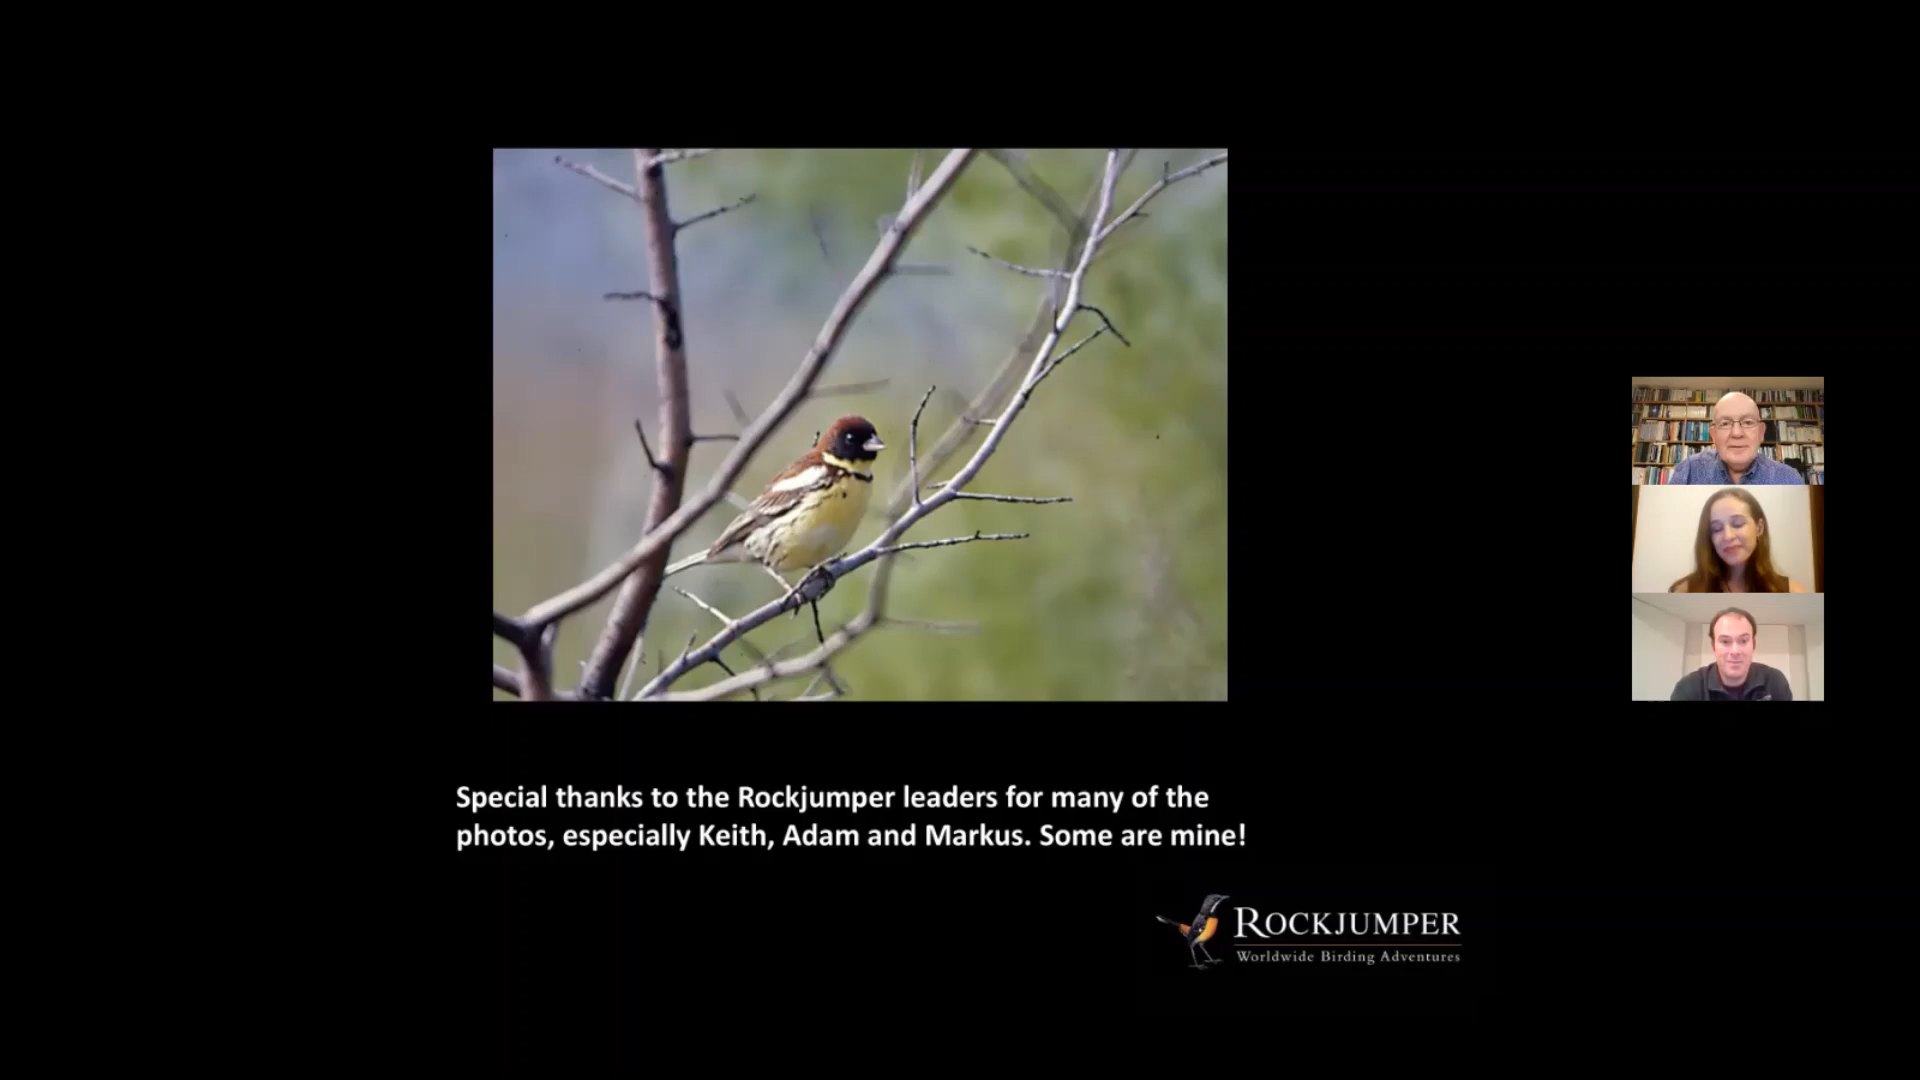 Special thanks to the Rockjumper leaders for many of the
photos, especially Keith, Adam and Markus. Some are mine!
ROCKJUMPER
Worldwide Birding Adventures